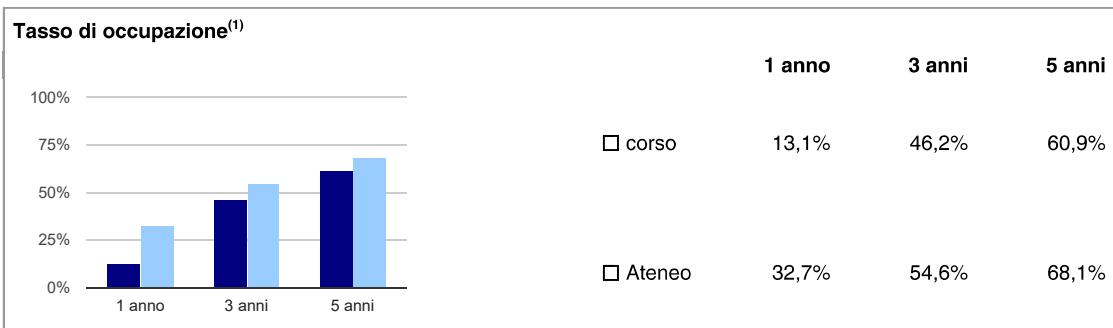 Tasso di occupazione(1)
1 anno 3 anni 5 anni
100%
75%
50%
25%
0%
1 anno 3 anni 5 anni
corso 13,1% 46,2% 60,9%
Ateneo 32,7% 54,6% 68,1%